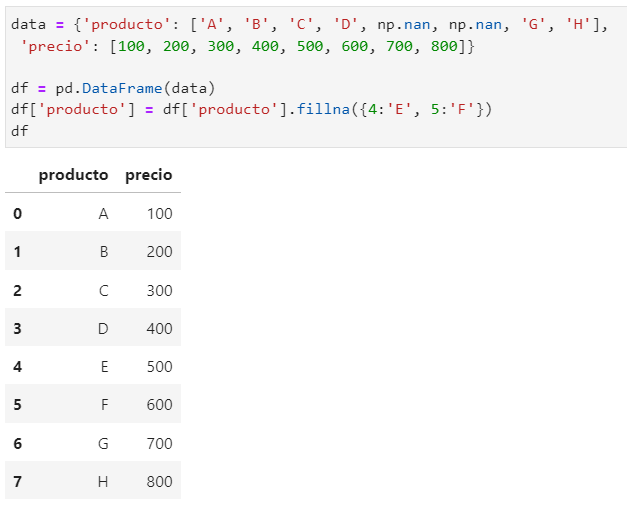 data = {'producto': ['A', 'B', 'C', 'D', np.nan, np.nan, 'G', 'H'],
 'precio': [100, 200, 300, 400, 500, 600, 700, 800]}
df = pd.DataFrame(data)
df['producto'] = df['producto'].fillna({4:'E', 5:'F'})
df
producto precio
0 A 100
1 B 200
2 C 300
3 D 400
4 E 500
5 F 600
6 G 700
7 H 800